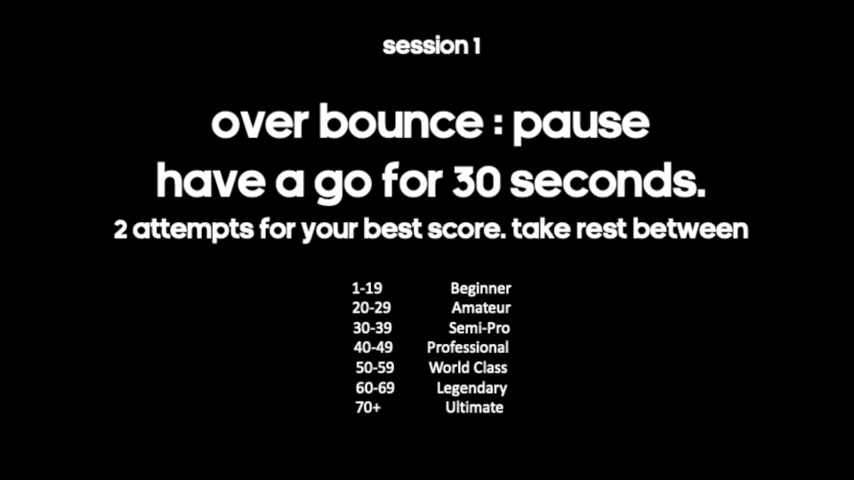 session 1
over bounce : pause
have a go for 30 seconds.
2 attempts for your best score. take rest between
1-19 Beginner
20-29 Amateur
30-39 Semi-Pro
40-49 Professional
50-59 World Class
60-69 Legendary
70+ Ultimate